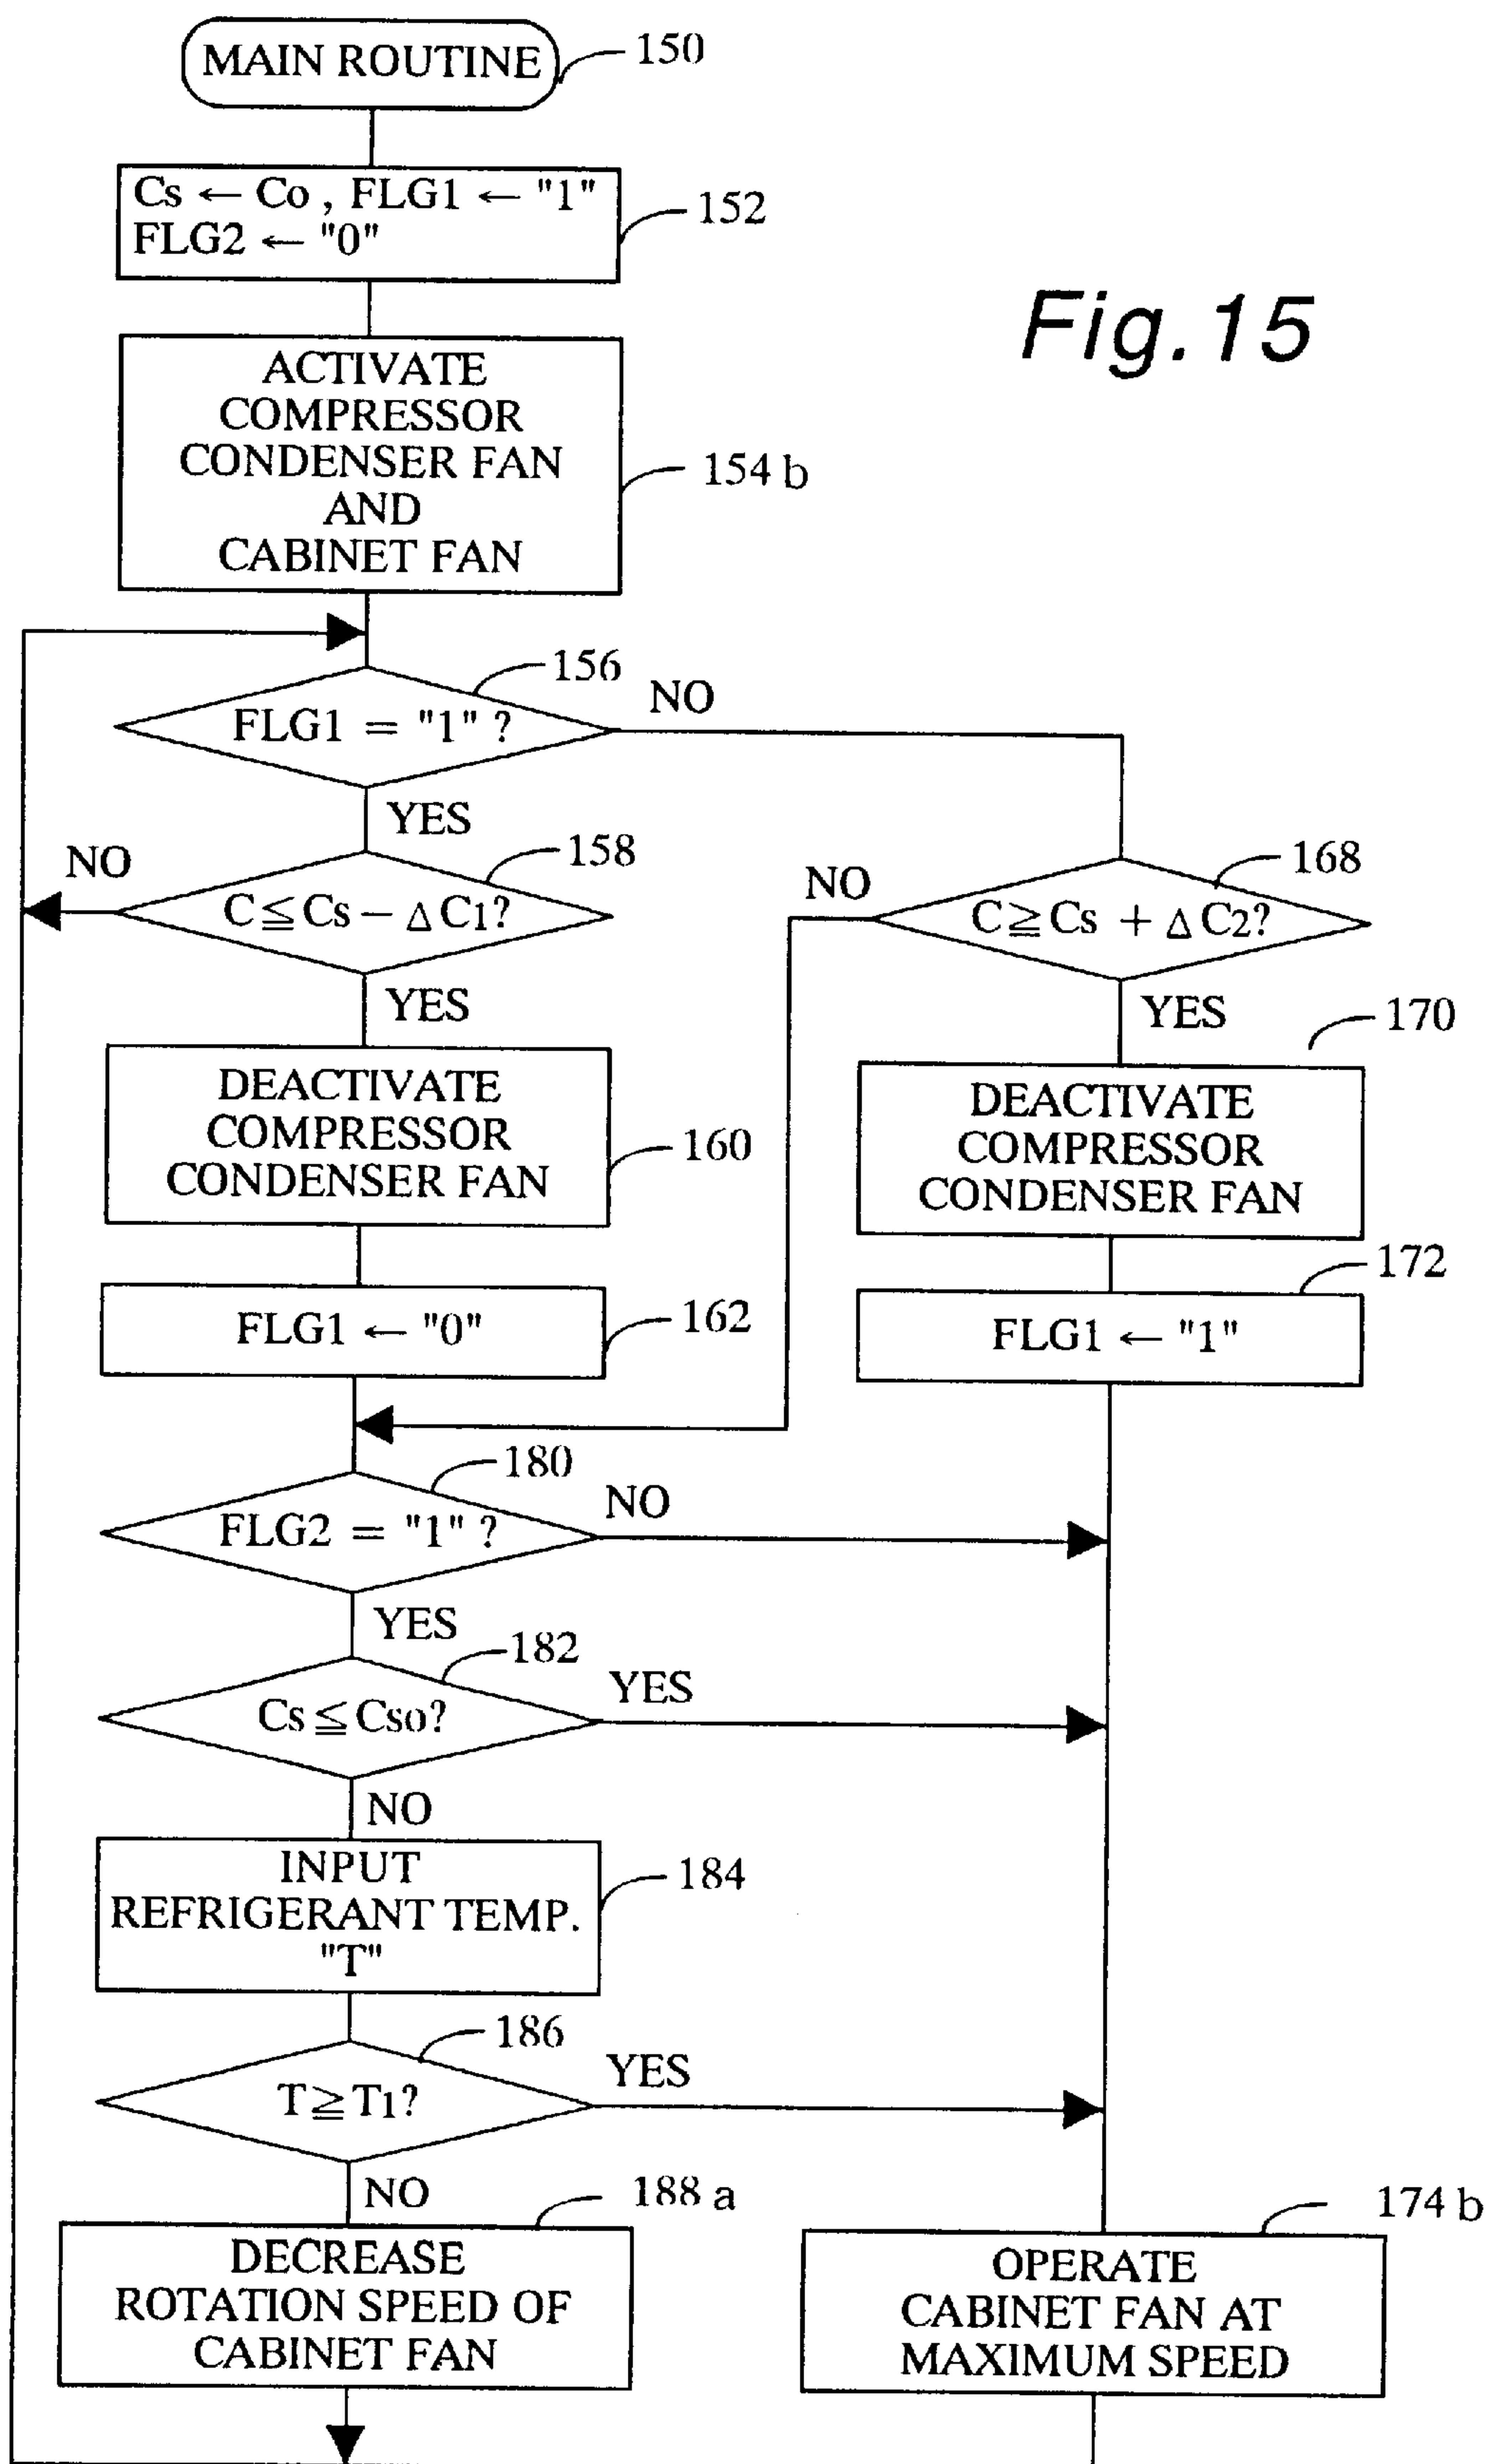 MAIN ROUTINE
150
Cs ← Co , FLG1 ← "1"
FLG2 ← "0"
152
Fig.15
ACTIVATE
COMPRESSOR
CONDENSER FAN
AND
CABINET FAN
154 b
156
FLG1 = "1" ?
NO
YES
158
NO
C≦Cs − ΔC1?
YES
168
NO
C≧Cs + ΔC2?
YES
DEACTIVATE
COMPRESSOR
CONDENSER FAN
160
170
DEACTIVATE
COMPRESSOR
CONDENSER FAN
FLG1 ← "0"
162
172
FLG1 ← "1"
180
FLG2 = "1" ?
NO
YES
182
Cs ≦ Cso?
YES
NO
INPUT
REFRIGERANT TEMP.
"T"
184
186
T≧T1?
YES
NO
188 a
DECREASE
ROTATION SPEED OF
CABINET FAN
174 b
OPERATE
CABINET FAN AT
MAXIMUM SPEED